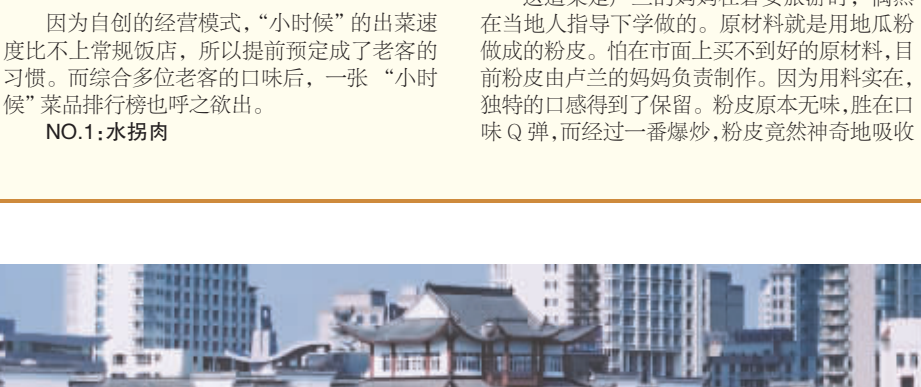 因为自创的经营模式，“小时候”的出菜速
度比不上常规饭店，所以提前预定成了老客的
习惯。而综合多位老客的口味后，一张“小时
候”菜品排行榜也呼之欲出。
NO.1：水拐肉
在当地人指导下学做的。原材料就是用地瓜粉
做成的粉皮。怕在市面上买不到好的原材料，目
前粉皮由卢兰的妈妈负责制作。因为用料实在，
独特的口感得到了保留。粉皮原本无味，胜在口
味Q弹，而经过一番爆炒，粉皮竟然神奇地吸收